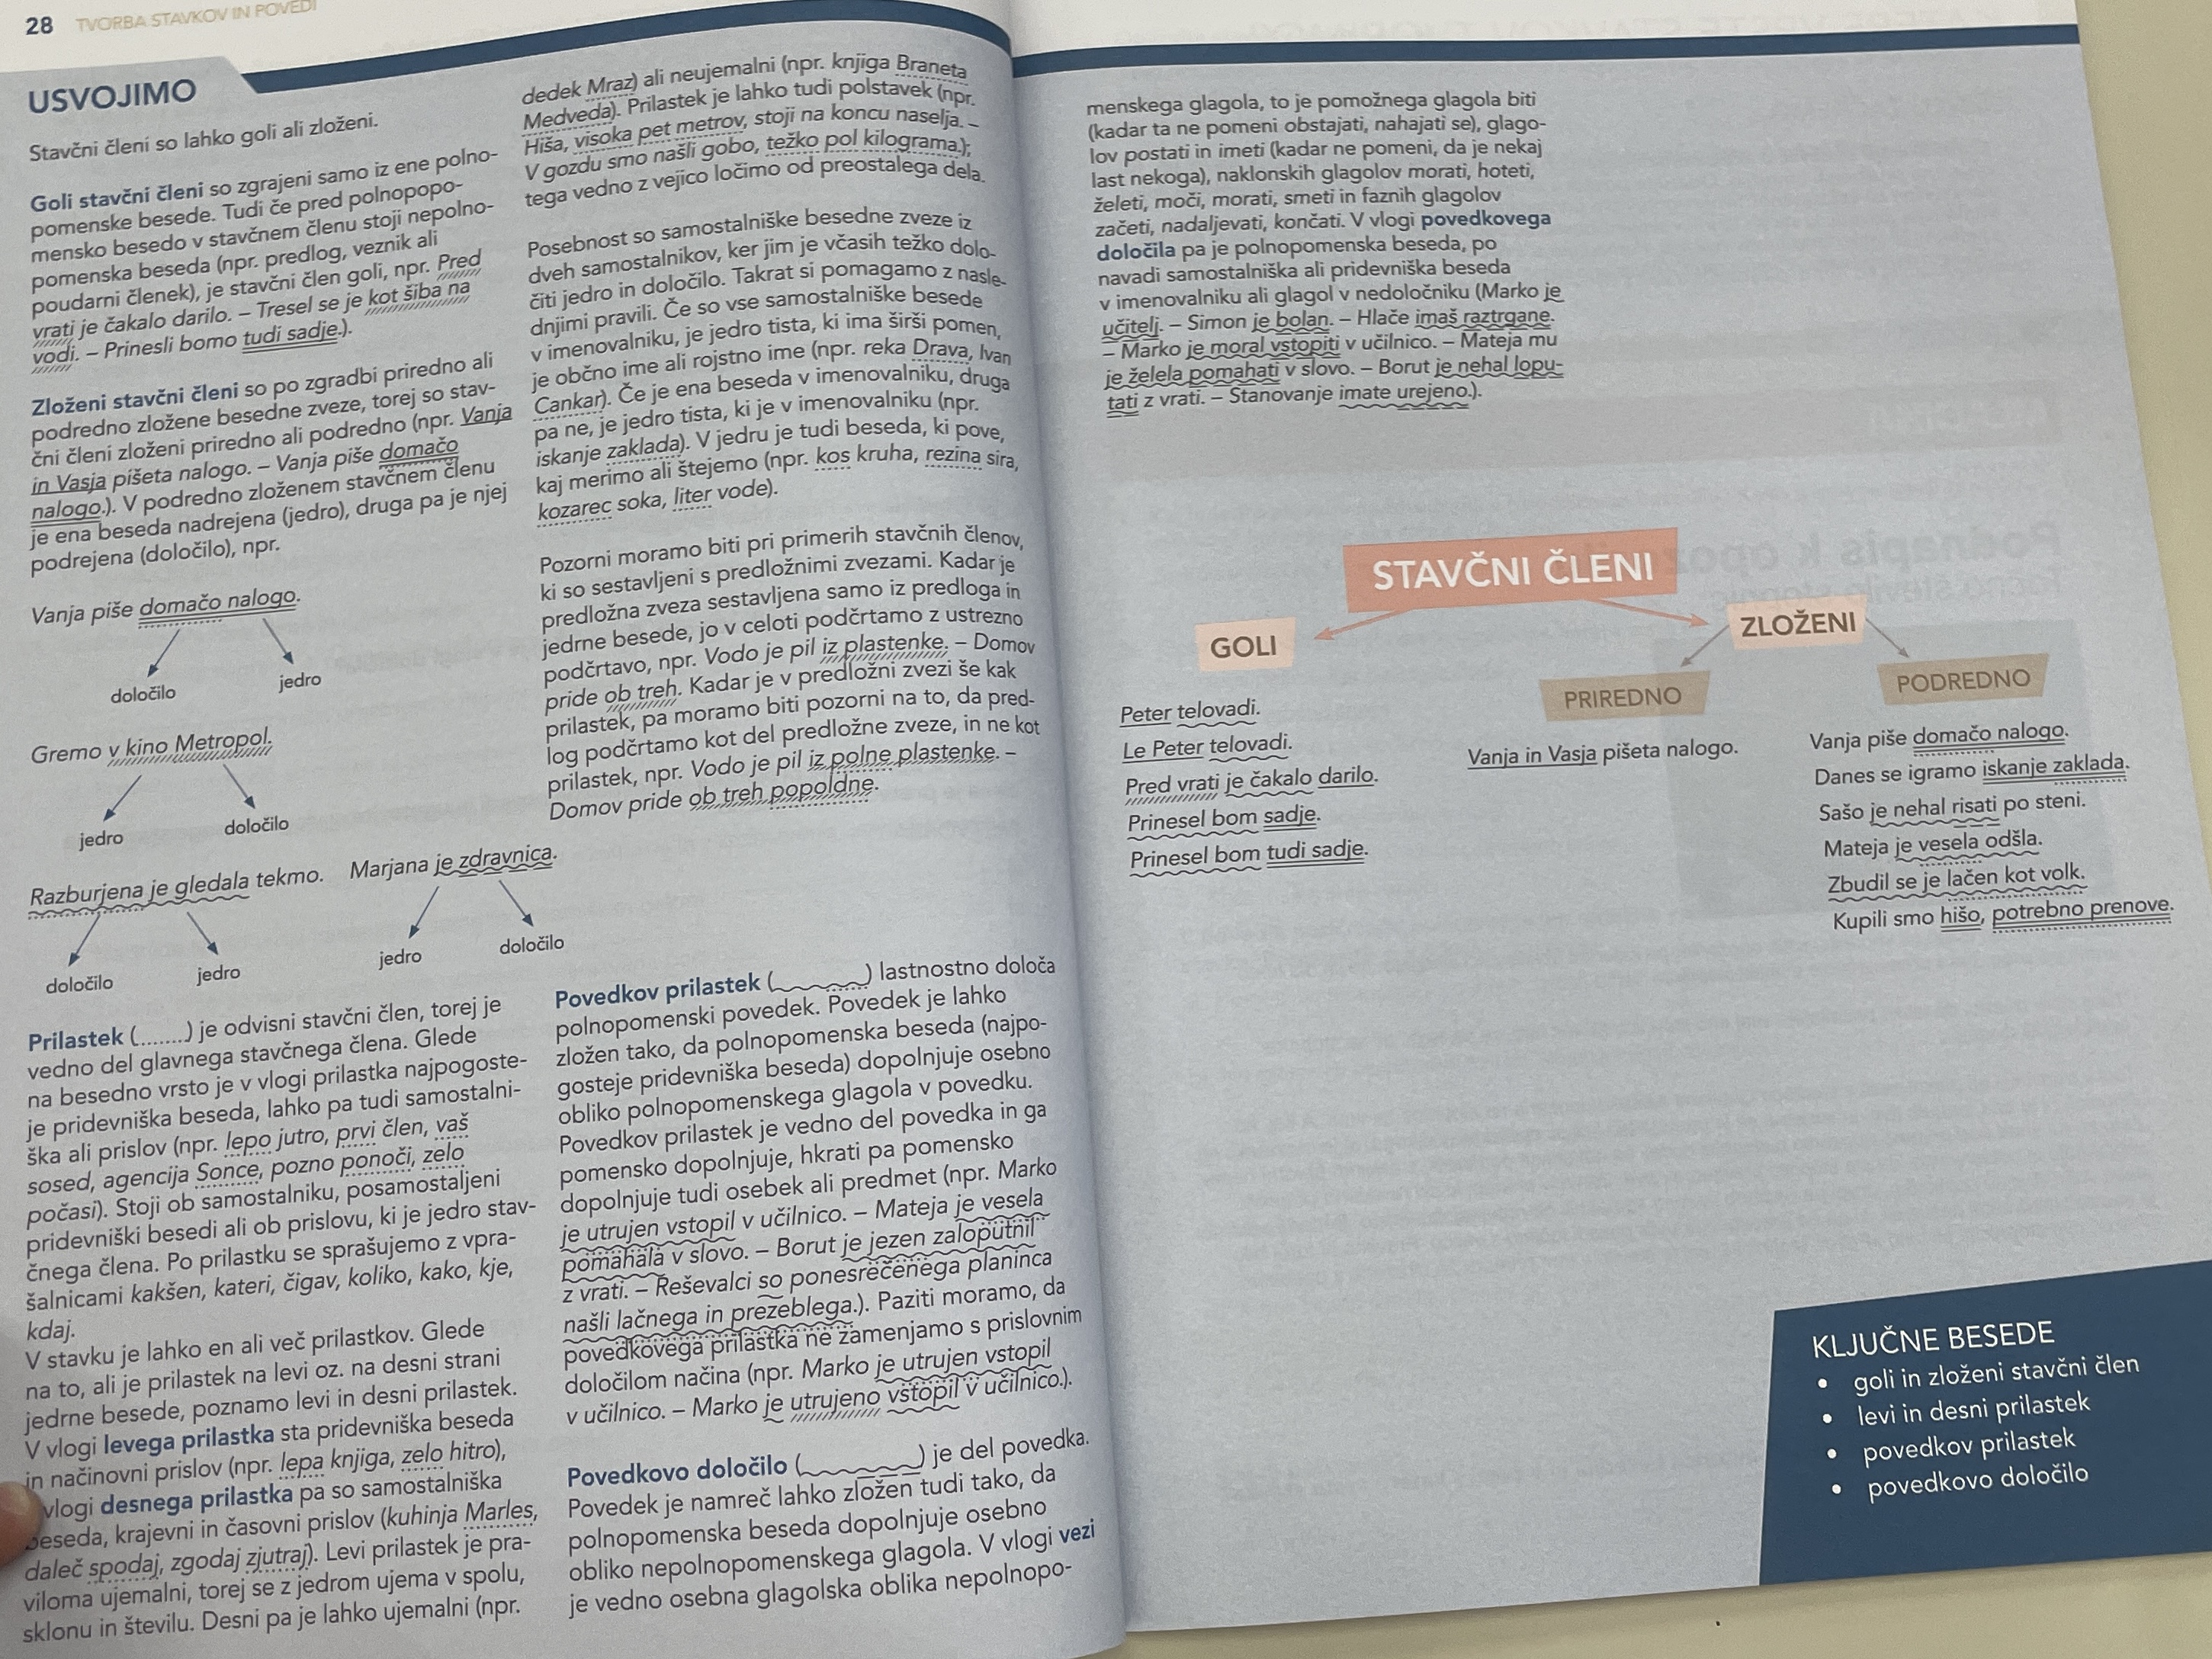 28 TVORBA STAVKOV IN POVEDI
USVOJIMO
Stavčni členi so lahko goli ali zloženi.
Goli stavčni členi so zgrajeni samo iz ene polno-
pomenske besede. Tudi če pred polnopopo-
mensko besedo v stavčnem členu stoji nepolno-
pomenska beseda (npr. predlog, veznik ali
poudarni členek), je stavčni člen goli, npr. Pred
vrati je čakalo darilo. – Tresel se je kot šiba na
vodi. – Prinesli bomo tudi sadje.).
Zloženi stavčni členi so po zgradbi priredno ali
podredno zložene besedne zveze, torej so stav-
čni členi zloženi priredno ali podredno (npr. Vanja
in Vasja pišeta nalogo. – Vanja piše domačo
nalogo.). V podredno zloženem stavčnem členu
je ena beseda nadrejena (jedro), druga pa je njej
podrejena (določilo), npr.
Vanja piše domačo nalogo.
določilo jedro
Gremo v kino Metropol.
jedro določilo
Razburjena je gledala tekmo. Marjana je zdravnica.
določilo jedro jedro določilo
Prilastek (........) je odvisni stavčni člen, torej je
vedno del glavnega stavčnega člena. Glede
na besedno vrsto je v vlogi prilastka najpogoste-
je pridevniška beseda, lahko pa tudi samostalni-
ška ali prislov (npr. lepo jutro, prvi člen, vaš
sosed, agencija Sonce, pozno ponoči, zelo
počasi). Stoji ob samostalniku, posamostaljeni
pridevniški besedi ali ob prislovu, ki je jedro stav-
čnega člena. Po prilastku se sprašujemo z vpra-
šalnicami kakšen, kateri, čigav, koliko, kako, kje,
kdaj.
V stavku je lahko en ali več prilastkov. Glede
na to, ali je prilastek na levi oz. na desni strani
jedrne besede, poznamo levi in desni prilastek.
V vlogi levega prilastka sta pridevniška beseda
in načinovni prislov (npr. lepa knjiga, zelo hitro),
vlogi desnega prilastka pa so samostalniška
beseda, krajevni in časovni prislov (kuhinja Marles,
daleč spodaj, zgodaj zjutraj). Levi prilastek je pra-
viloma ujemalni, torej se z jedrom ujema v spolu,
sklonu in številu. Desni pa je lahko ujemalni (npr.
dedek Mraz) ali neujemalni (npr. knjiga Braneta
Medveda). Prilastek je lahko tudi polstavek (npr.
Hiša, visoka pet metrov, stoji na koncu naselja. –
V gozdu smo našli gobo, težko pol kilograma.);
tega vedno z vejico ločimo od preostalega dela.
Posebnost so samostalniške besedne zveze iz
dveh samostalnikov, ker jim je včasih težko dolo-
čiti jedro in določilo. Takrat si pomagamo z nasle-
dnjimi pravili. Če so vse samostalniške besede
v imenovalniku, je jedro tista, ki ima širši pomen,
je občno ime ali rojstno ime (npr. reka Drava, Ivan
Cankar). Če je ena beseda v imenovalniku, druga
pa ne, je jedro tista, ki je v imenovalniku (npr.
iskanje zaklada). V jedru je tudi beseda, ki pove,
kaj merimo ali štejemo (npr. kos kruha, rezina sira,
kozarec soka, liter vode).
Pozorni moramo biti pri primerih stavčnih členov,
ki so sestavljeni s predložnimi zvezami. Kadar je
predložna zveza sestavljena samo iz predloga in
jedrne besede, jo v celoti podčrtamo z ustrezno
podčrtavo, npr. Vodo je pil iz plastenke. – Domov
pride ob treh. Kadar je v predložni zvezi še kak
prilastek, pa moramo biti pozorni na to, da pred-
log podčrtamo kot del predložne zveze, in ne kot
prilastek, npr. Vodo je pil iz polne plastenke. –
Domov pride ob treh popoldne.
Povedkov prilastek (________) lastnostno določa
polnopomenski povedek. Povedek je lahko
zložen tako, da polnopomenska beseda (najpo-
gosteje pridevniška beseda) dopolnjuje osebno
obliko polnopomenskega glagola v povedku.
Povedkov prilastek je vedno del povedka in ga
pomensko dopolnjuje, hkrati pa pomensko
dopolnjuje tudi osebek ali predmet (npr. Marko
je utrujen vstopil v učilnico. – Mateja je vesela
pomahala v slovo. – Borut je jezen zaloputnil
z vrati. – Reševalci so ponesrečenega planinca
našli lačnega in prezeblega.). Paziti moramo, da
povedkovega prilastka ne zamenjamo s prislovnim
določilom načina (npr. Marko je utrujen vstopil
v učilnico. – Marko je utrujeno vstopil v učilnico.).
Povedkovo določilo (________) je del povedka.
Povedek je namreč lahko zložen tudi tako, da
polnopomenska beseda dopolnjuje osebno
obliko nepolnopomenskega glagola. V vlogi vezi
je vedno osebna glagolska oblika nepolnopo-
menskega glagola, to je pomožnega glagola biti
(kadar ta ne pomeni obstajati, nahajati se), glago-
lov postati in imeti (kadar ne pomeni, da je nekaj
last nekoga), naklonskih glagolov morati, hoteti,
želeti, moči, morati, smeti in faznih glagolov
začeti, nadaljevati, končati. V vlogi povedkovega
določila pa je polnopomenska beseda, po
navadi samostalniška ali pridevniška beseda
v imenovalniku ali glagol v nedoločniku (Marko je
učitelj. – Simon je bolan. – Hlače imaš raztrgane.
– Marko je moral vstopiti v učilnico. – Mateja mu
je želela pomahati v slovo. – Borut je nehal lopu-
tati z vrati. – Stanovanje imate urejeno.).
STAVČNI ČLENI
GOLI
ZLOŽENI
PRIREDNO
PODREDNO
Peter telovadi.
Le Peter telovadi.
Pred vrati je čakalo darilo.
Prinesel bom sadje.
Prinesel bom tudi sadje.
Vanja in Vasja pišeta nalogo.
Vanja piše domačo nalogo.
Danes se igramo iskanje zaklada.
Sašo je nehal risati po steni.
Mateja je vesela odšla.
Zbudil se je lačen kot volk.
Kupili smo hišo, potrebno prenove.
KLJUČNE BESEDE
• goli in zloženi stavčni člen
• levi in desni prilastek
• povedkov prilastek
• povedkovo določilo